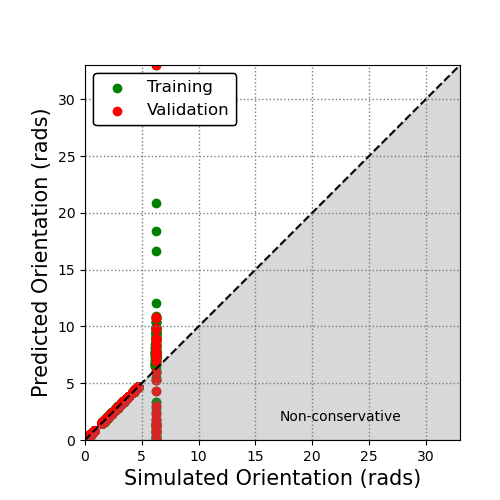 Training
Validation
Predicted Orientation (rads)
30
25
20
15
10
5
0
Non-conservative
0 5 10 15 20 25 30
Simulated Orientation (rads)